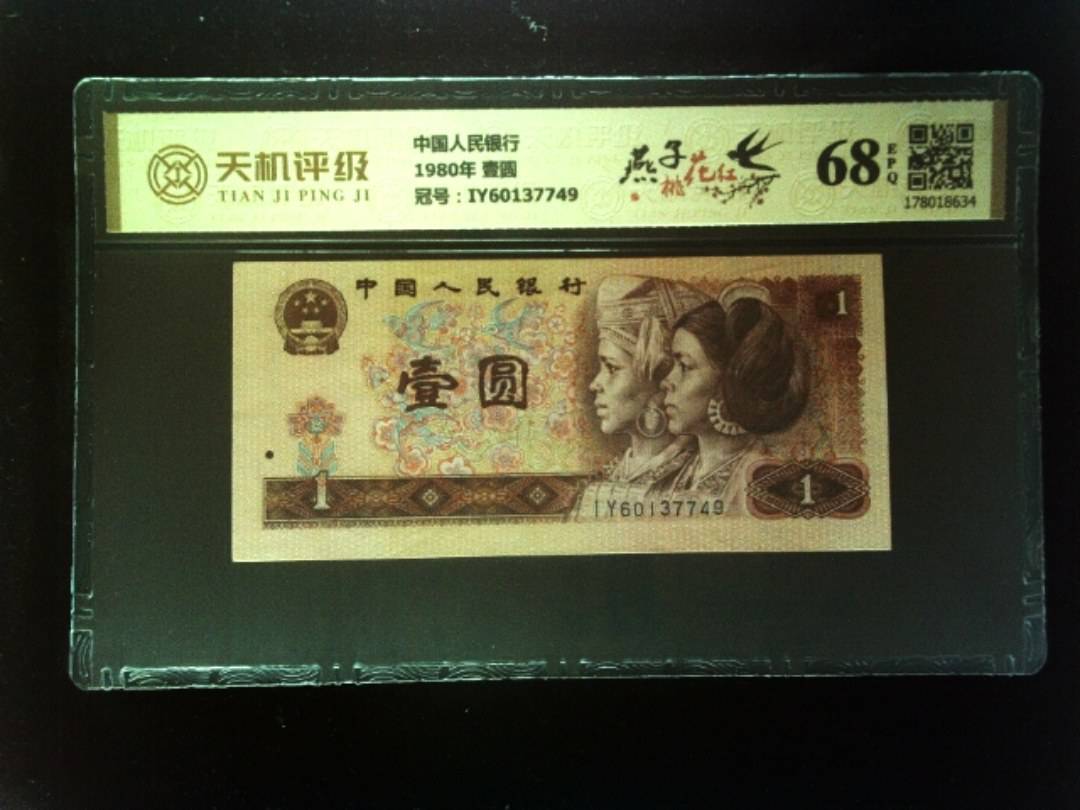 天机评级
TIAN JI PING JI
中国人民银行
1980年 壹圆
冠号：IY60137749
燕子
桃花红
68
EPQ
178018634
中国人民银行
1
壹圆
1
IY60137749
1